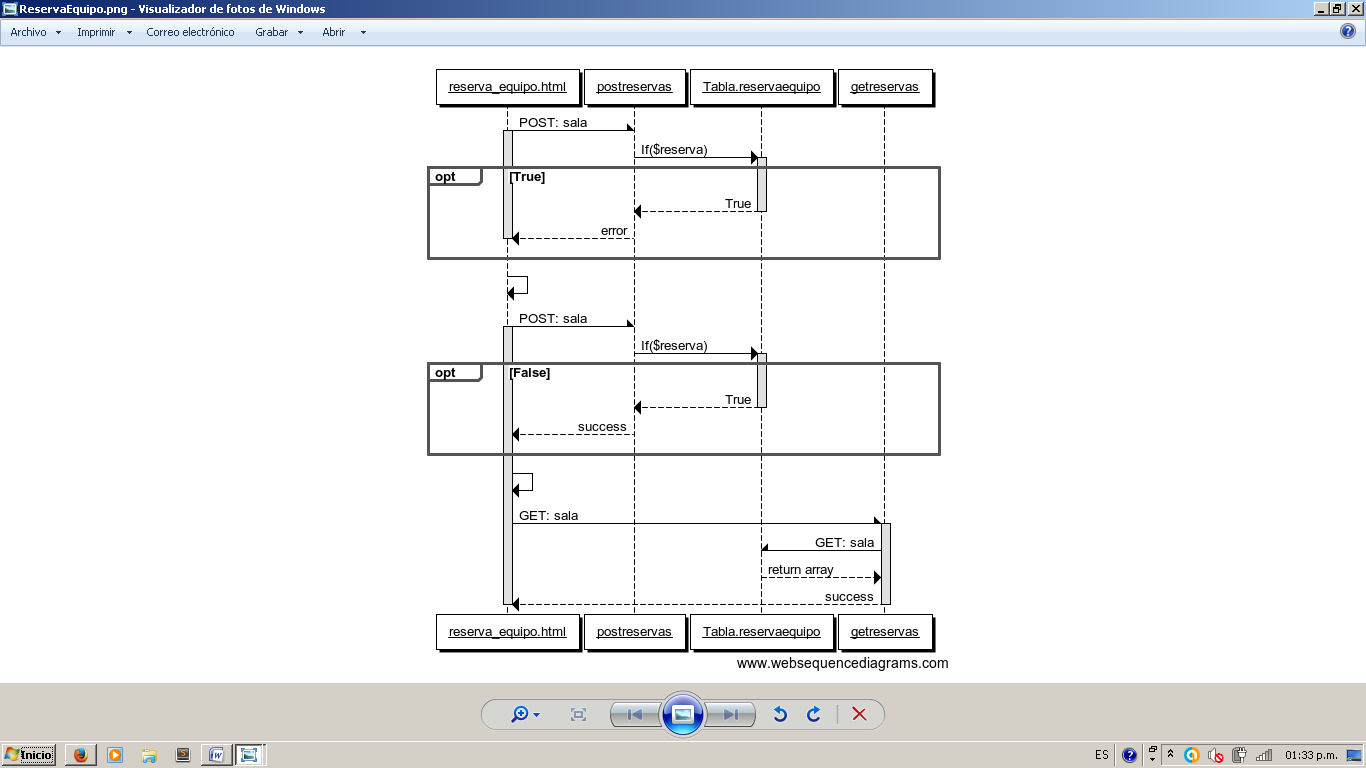 ReservaEquipo.png - Visualizador de fotos de Windows
Archivo Imprimir Correo electrónico Grabar Abrir
reserva_equipo.html postreservas Tabla.reservaequipo getreservas
POST: sala
If($reserva)
opt [True]
True
error
POST: sala
If($reserva)
opt [False]
True
success
GET: sala
GET: sala
return array
success
reserva_equipo.html postreservas Tabla.reservaequipo getreservas
www.websequencediagrams.com
Inicio ES 01:33 p.m.